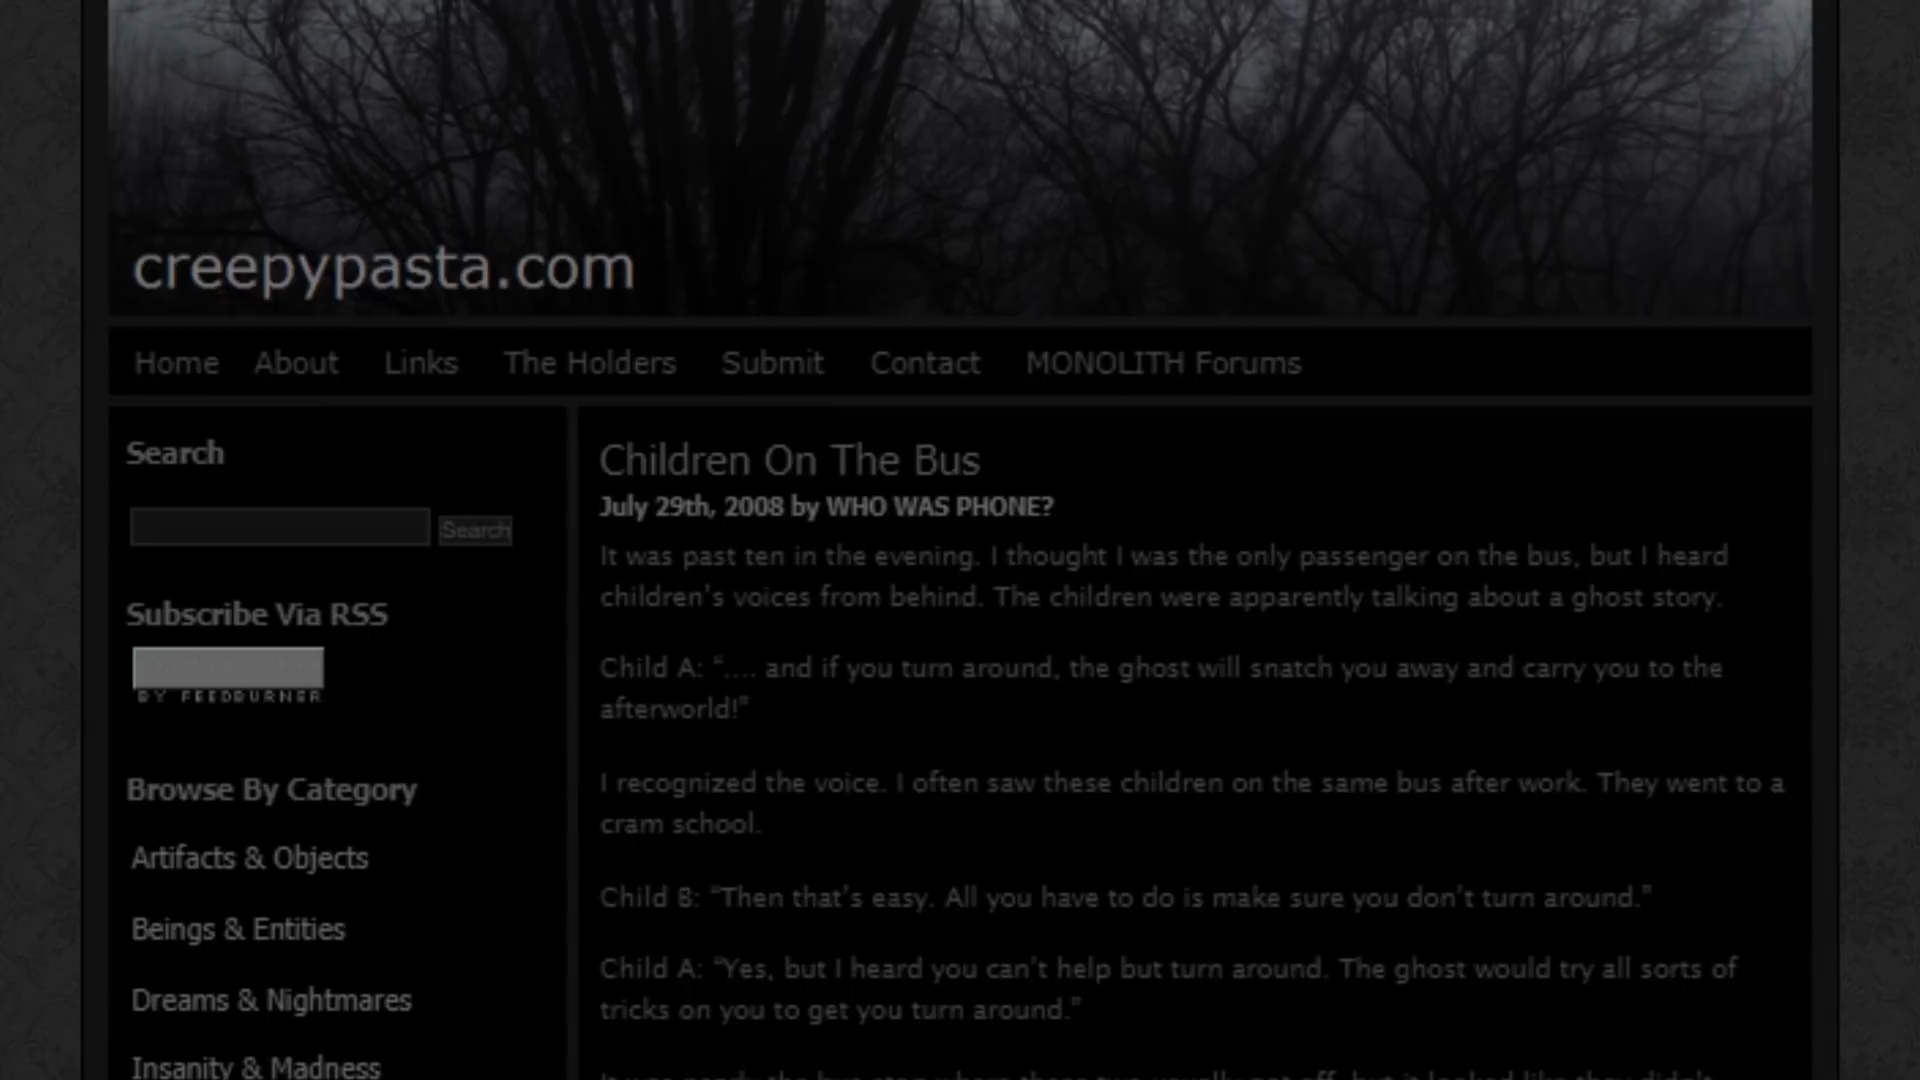 creepypasta.com
Home About Links The Holders Submit Contact MONOLITH Forums
Search
Search
Subscribe Via RSS
BY FEEDBURNER
Browse By Category
Artifacts & Objects
Beings & Entities
Dreams & Nightmares
Insanity & Madness
Children On The Bus
July 29th, 2008 by WHO WAS PHONE?
It was past ten in the evening. I thought I was the only passenger on the bus, but I heard
children's voices from behind. The children were apparently talking about a ghost story.
Child A: “.... and if you turn around, the ghost will snatch you away and carry you to the
afterworld!”
I recognized the voice. I often saw these children on the same bus after work. They went to a
cram school.
Child B: “Then that's easy. All you have to do is make sure you don't turn around.”
Child A: “Yes, but I heard you can't help but turn around. The ghost would try all sorts of
tricks on you to get you turn around.”